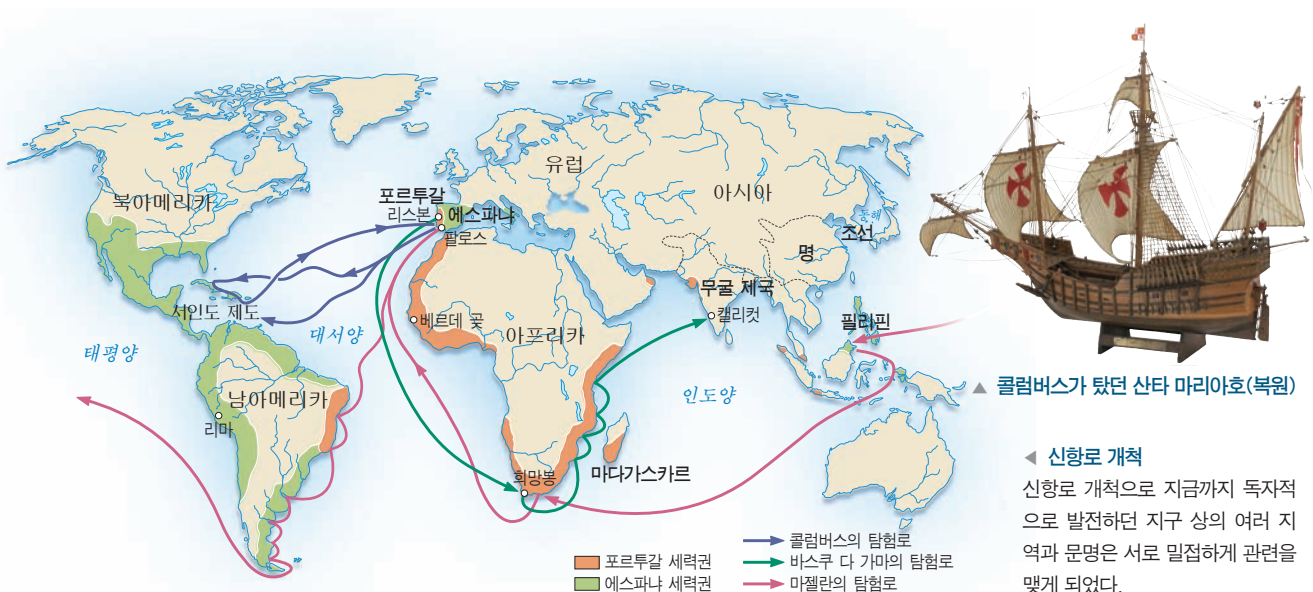 유럽
아시아
북아메리카
포르투갈
리스본
에스파냐
팔로스
동해
조선
명
무굴 제국
캘리컷
서인도 제도
베르데 곶
필리핀
대서양
아프리카
태평양
인도양
남아메리카
리마
마다가스카르
희망봉
콜럼버스의 탐험로
포르투갈 세력권
바스쿠 다 가마의 탐험로
에스파냐 세력권
마젤란의 탐험로
▲ 콜럼버스가 탔던 산타 마리아호(복원)
◀ 신항로 개척
신항로 개척으로 지금까지 독자적
으로 발전하던 지구 상의 여러 지
역과 문명은 서로 밀접하게 관련을
맺게 되었다.